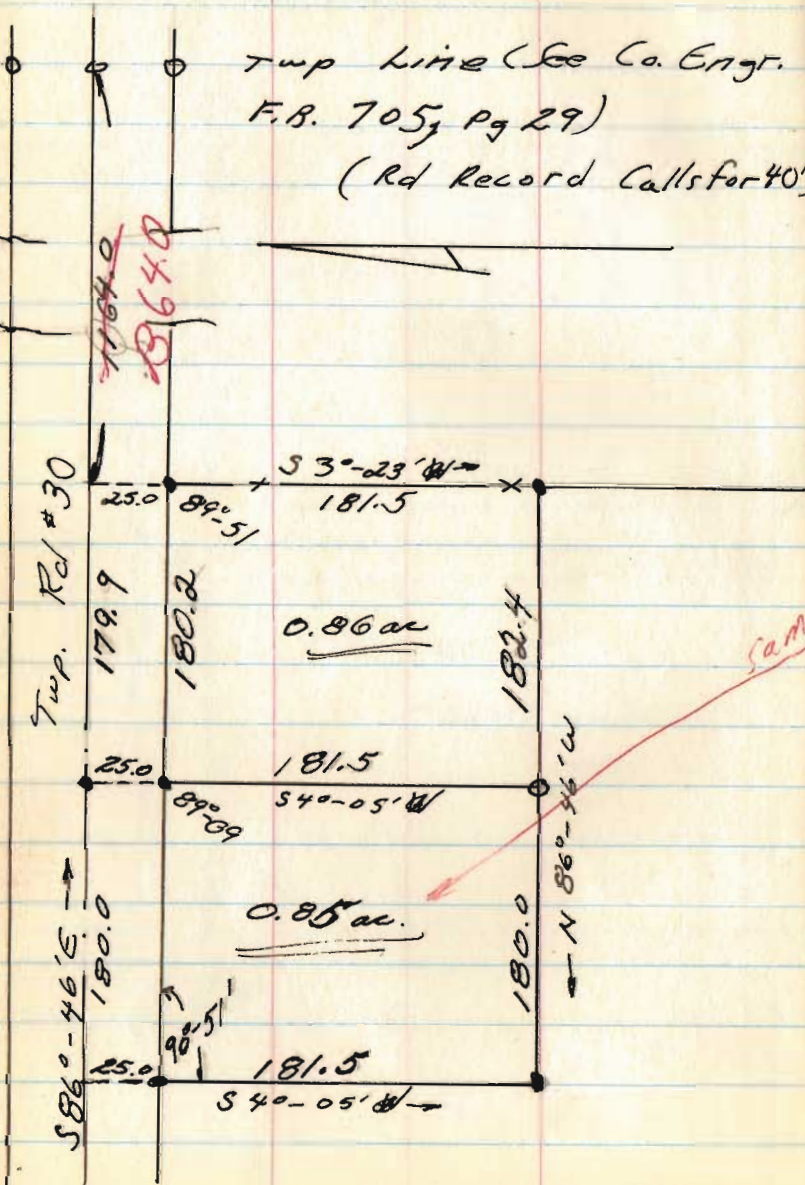 Twp Line (See Co. Engr.
F.B. 705, Pg 29)
(Rd Record Calls for 40'
1164.0
1364.0
Twp. Rd #30
S 3°-23' W
25.0
89°-51
181.5
179.9
180.2
0.86 ac
182.4
Sam
25.0
181.5
89°-09
S 4°-05' W
N 86°-46' W
S 86°-46' E
180.0
0.85 ac.
180.0
90°-51'
25.0
181.5
S 4°-05' W